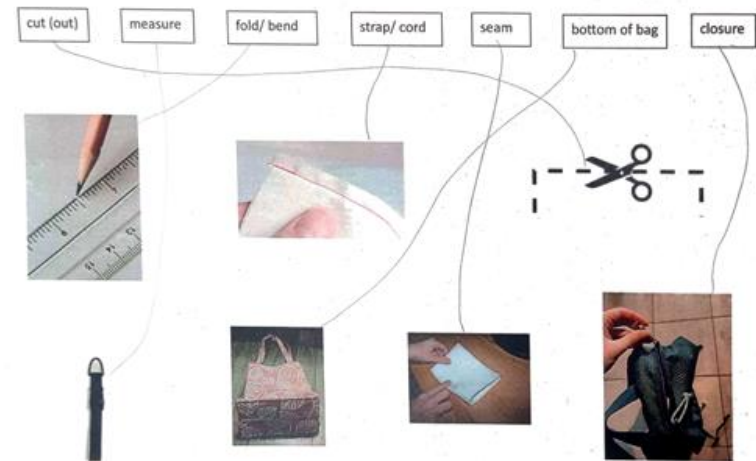 cut (out)
measure
fold/ bend
strap/ cord
seam
bottom of bag
closure